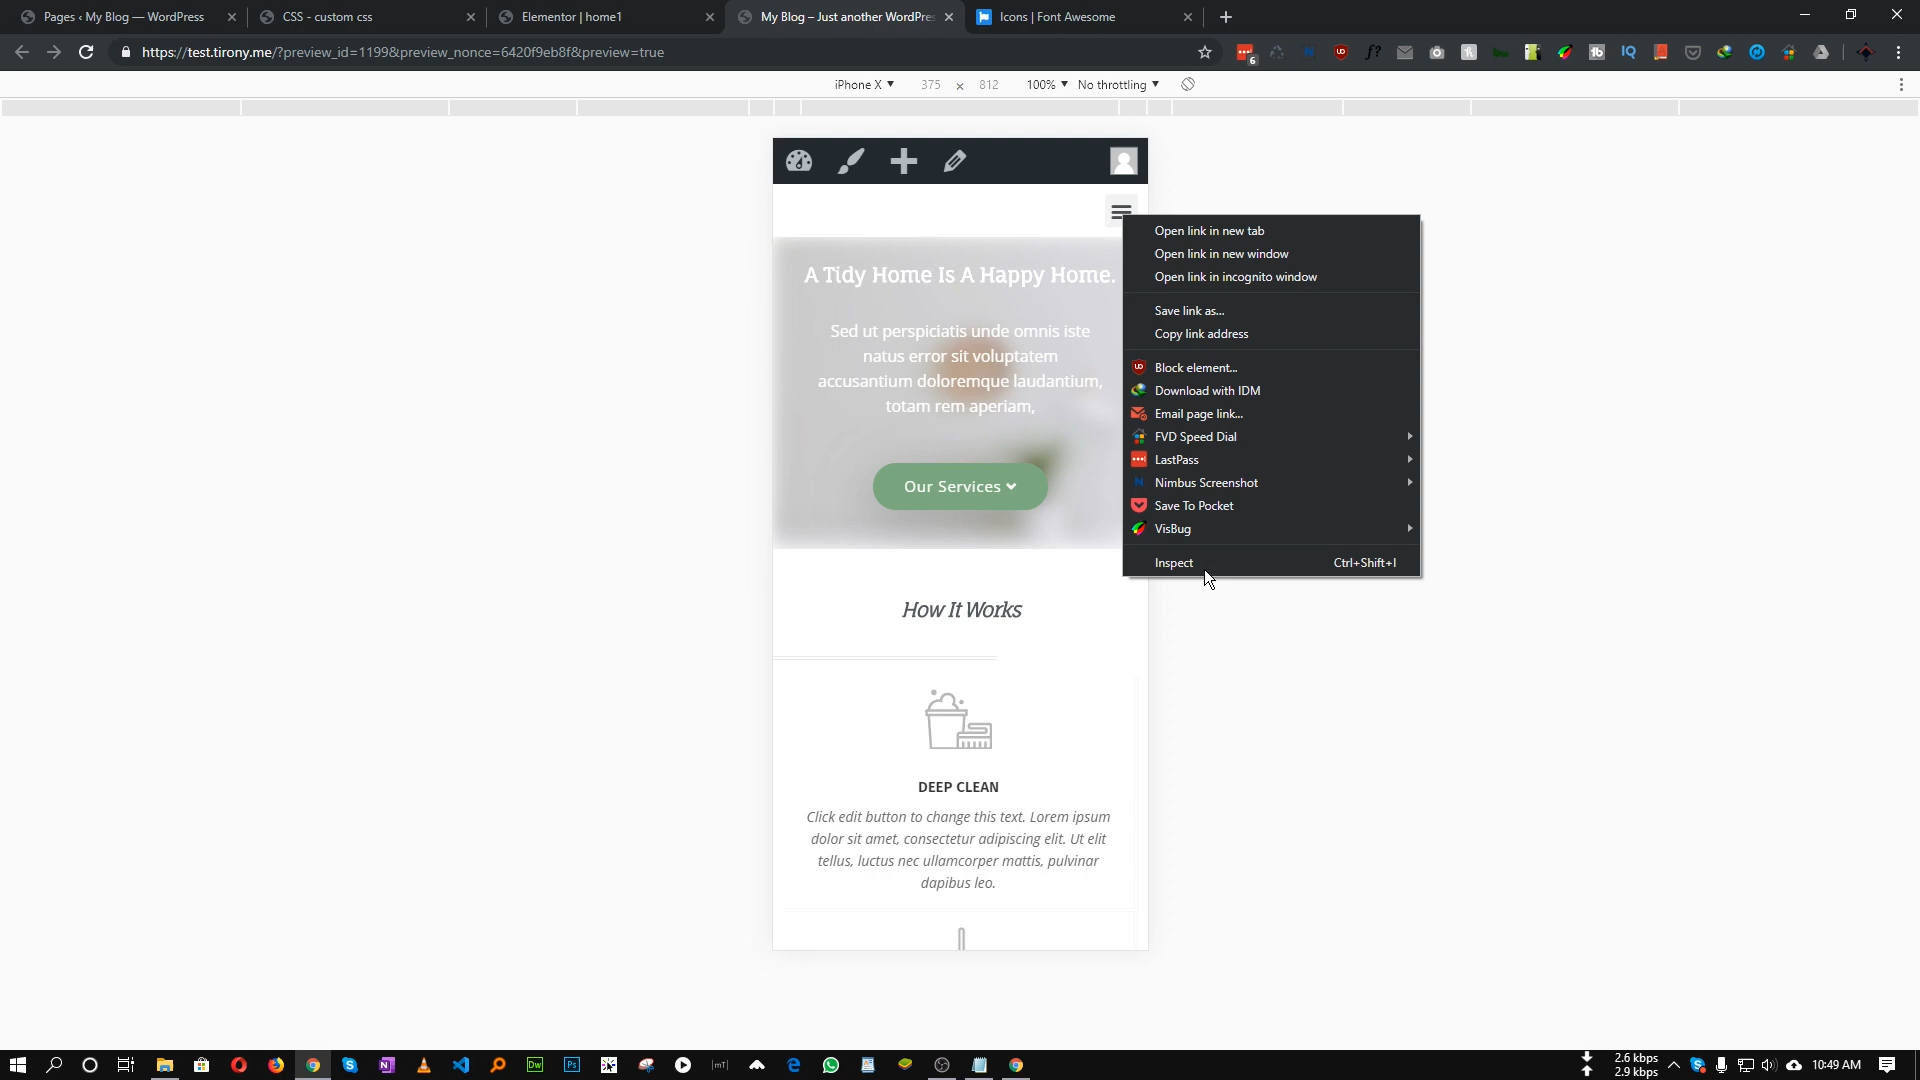 Pages ‹ My Blog — WordPress
CSS - custom css
Elementor | home1
My Blog – Just another WordPres
Icons | Font Awesome
https://test.tirony.me/?preview_id=1199&preview_nonce=6420f9eb8f&preview=true
6
f?
fb
IQ
iPhone X
375 x 812
100%
No throttling
A Tidy Home Is A Happy Home.
Sed ut perspiciatis unde omnis iste
natus error sit voluptatem
accusantium doloremque laudantium,
totam rem aperiam,
Our Services
How It Works
DEEP CLEAN
Click edit button to change this text. Lorem ipsum
dolor sit amet, consectetur adipiscing elit. Ut elit
tellus, luctus nec ullamcorper mattis, pulvinar
dapibus leo.
Open link in new tab
Open link in new window
Open link in incognito window
Save link as...
Copy link address
Block element...
Download with IDM
Email page link...
FVD Speed Dial
LastPass
Nimbus Screenshot
Save To Pocket
VisBug
Inspect Ctrl+Shift+I
Dw
Ps
mT
2.6 kbps
2.9 kbps
10:49 AM